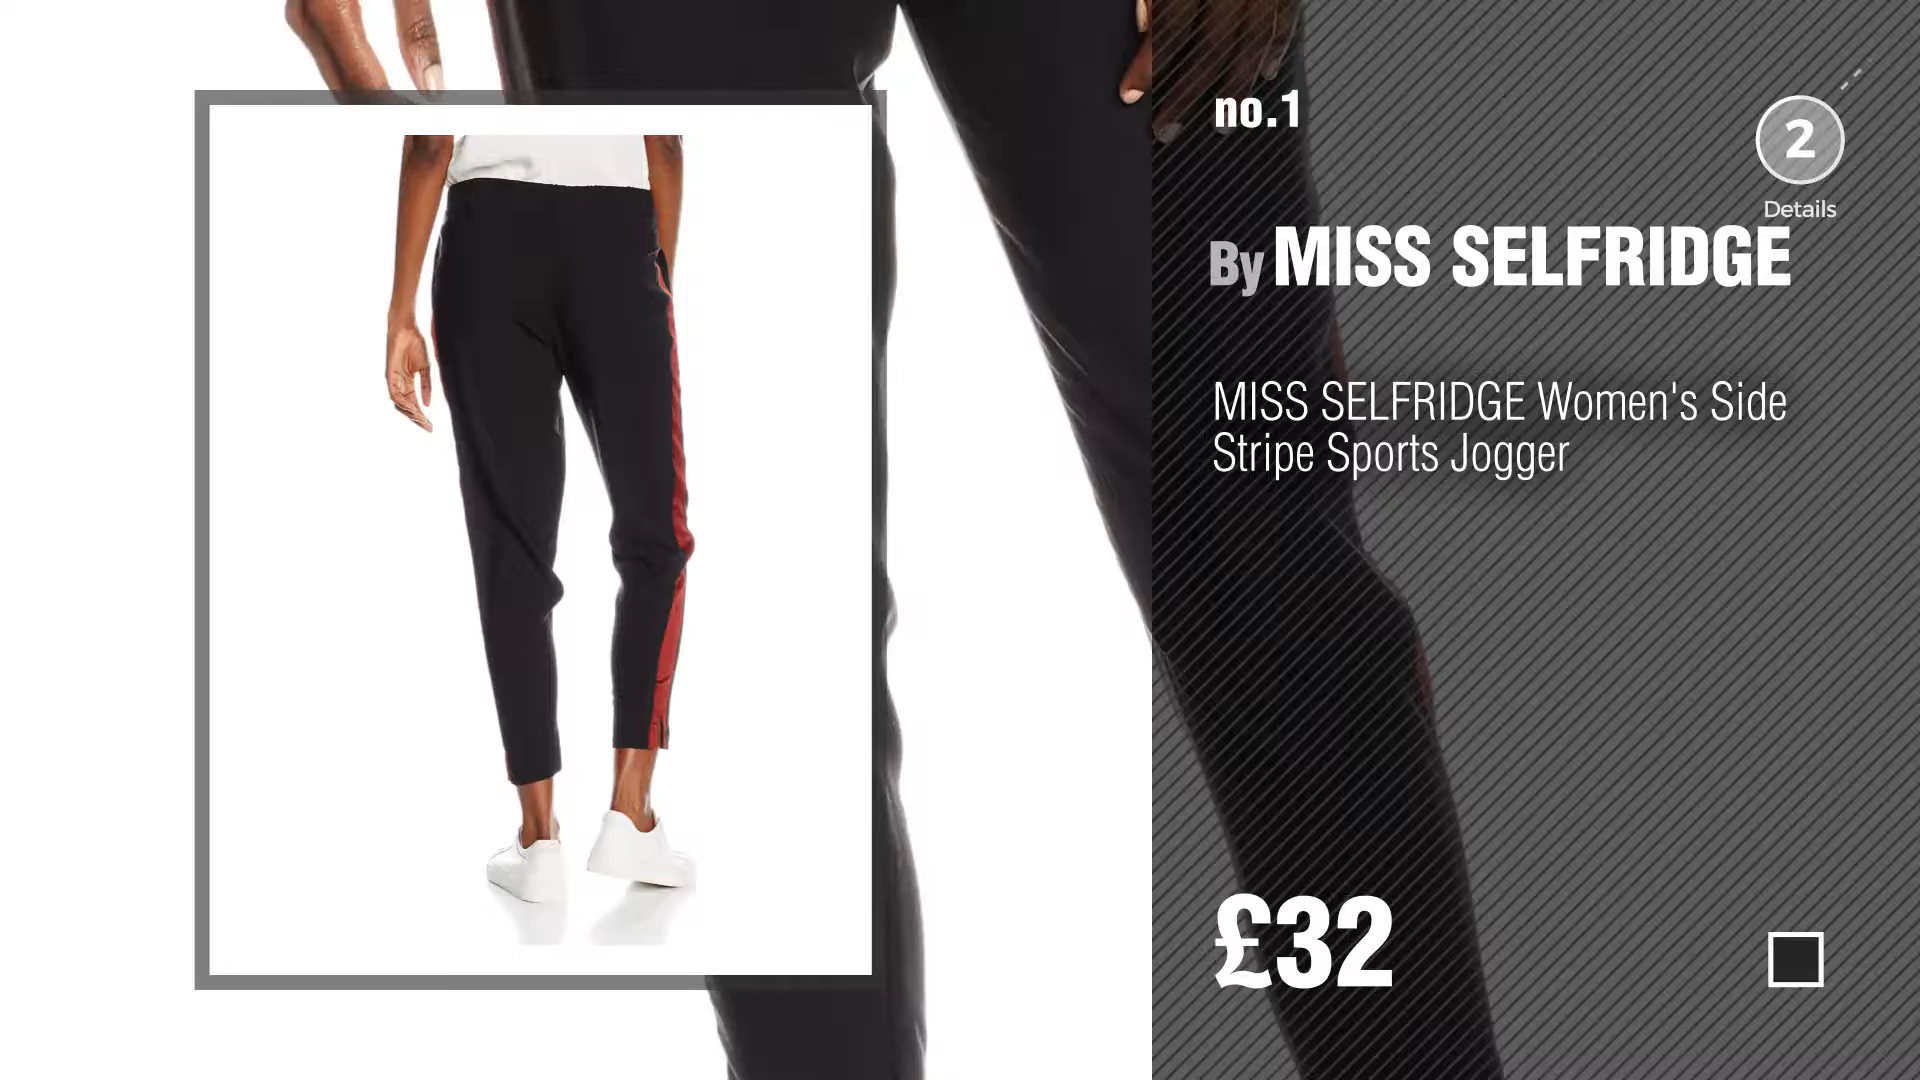 no.1
2
Details
By MISS SELFRIDGE
MISS SELFRIDGE Women's Side
Stripe Sports Jogger
£32